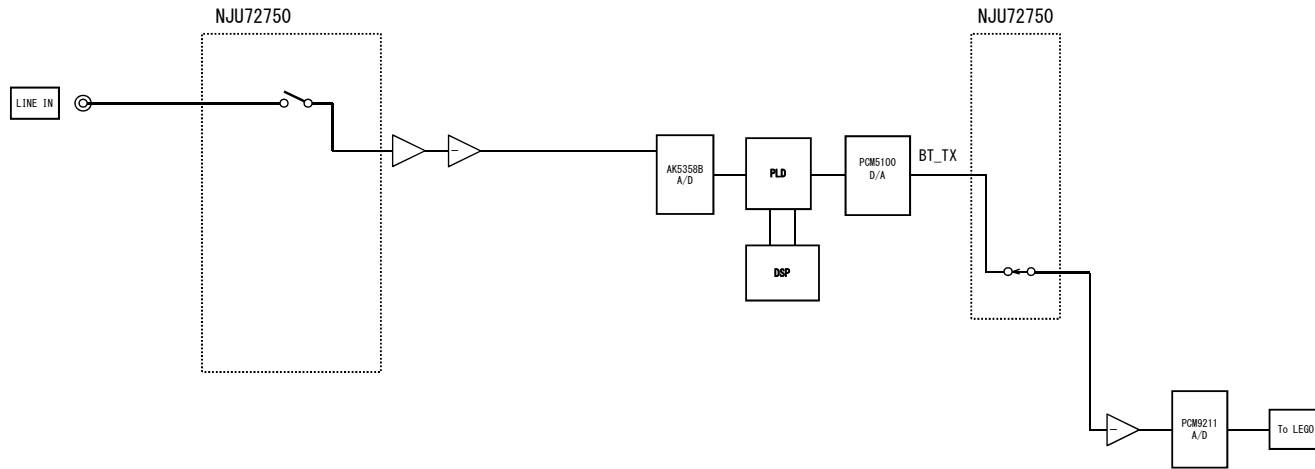 NJU72750
NJU72750
LINE IN
AK5358B
A/D
PLD
PCM5100
D/A
BT_TX
DSP
PCM9211
A/D
To LEGO